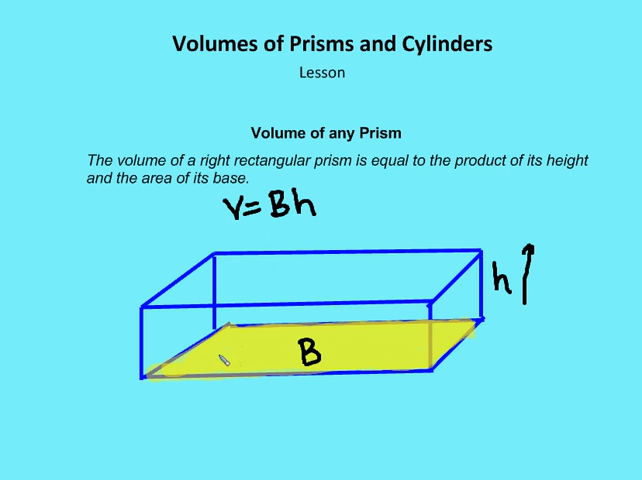 Volumes of Prisms and Cylinders
Lesson
Volume of any Prism
The volume of a right rectangular prism is equal to the product of its height
and the area of its base.
V=Bh
h
B